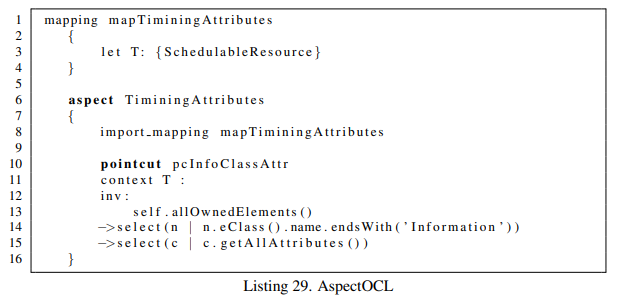 1 mapping mapTiminingAttributes
2 {
3 let T: {SchedulableResource}
4 }
5
6 aspect TiminingAttributes
7 {
8 import_mapping mapTiminingAttributes
9
10 pointcut pcInfoClassAttr
11 context T :
12 inv:
13 self.allOwnedElements()
14 ->select(n | n.eClass().name.endsWith('Information'))
15 ->select(c | c.getAllAttributes())
16 }
Listing 29. AspectOCL